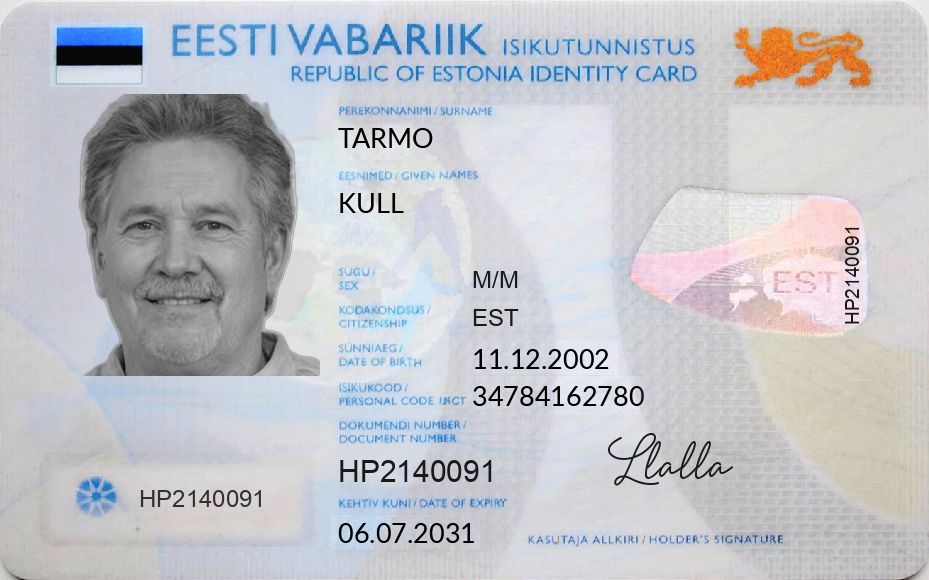 EESTI VABARIIK ISIKUTUNNISTUS
REPUBLIC OF ESTONIA IDENTITY CARD
PEREKONNANIMI / SURNAME
TARMO
EESNIMED / GIVEN NAMES
KULL
SUGU /
SEX
M/M
KODAKONDSUS /
CITIZENSHIP
EST
SÜNNIAEG /
DATE OF BIRTH
11.12.2002
ISIKUKOOD /
PERSONAL CODE
34784162780
DOKUMENDI NUMBER /
DOCUMENT NUMBER
HP2140091
KEHTIV KUNI / DATE OF EXPIRY
06.07.2031
HP2140091
EST
HP2140091
Llalla
KASUTAJA ALLKIRI / HOLDER'S SIGNATURE